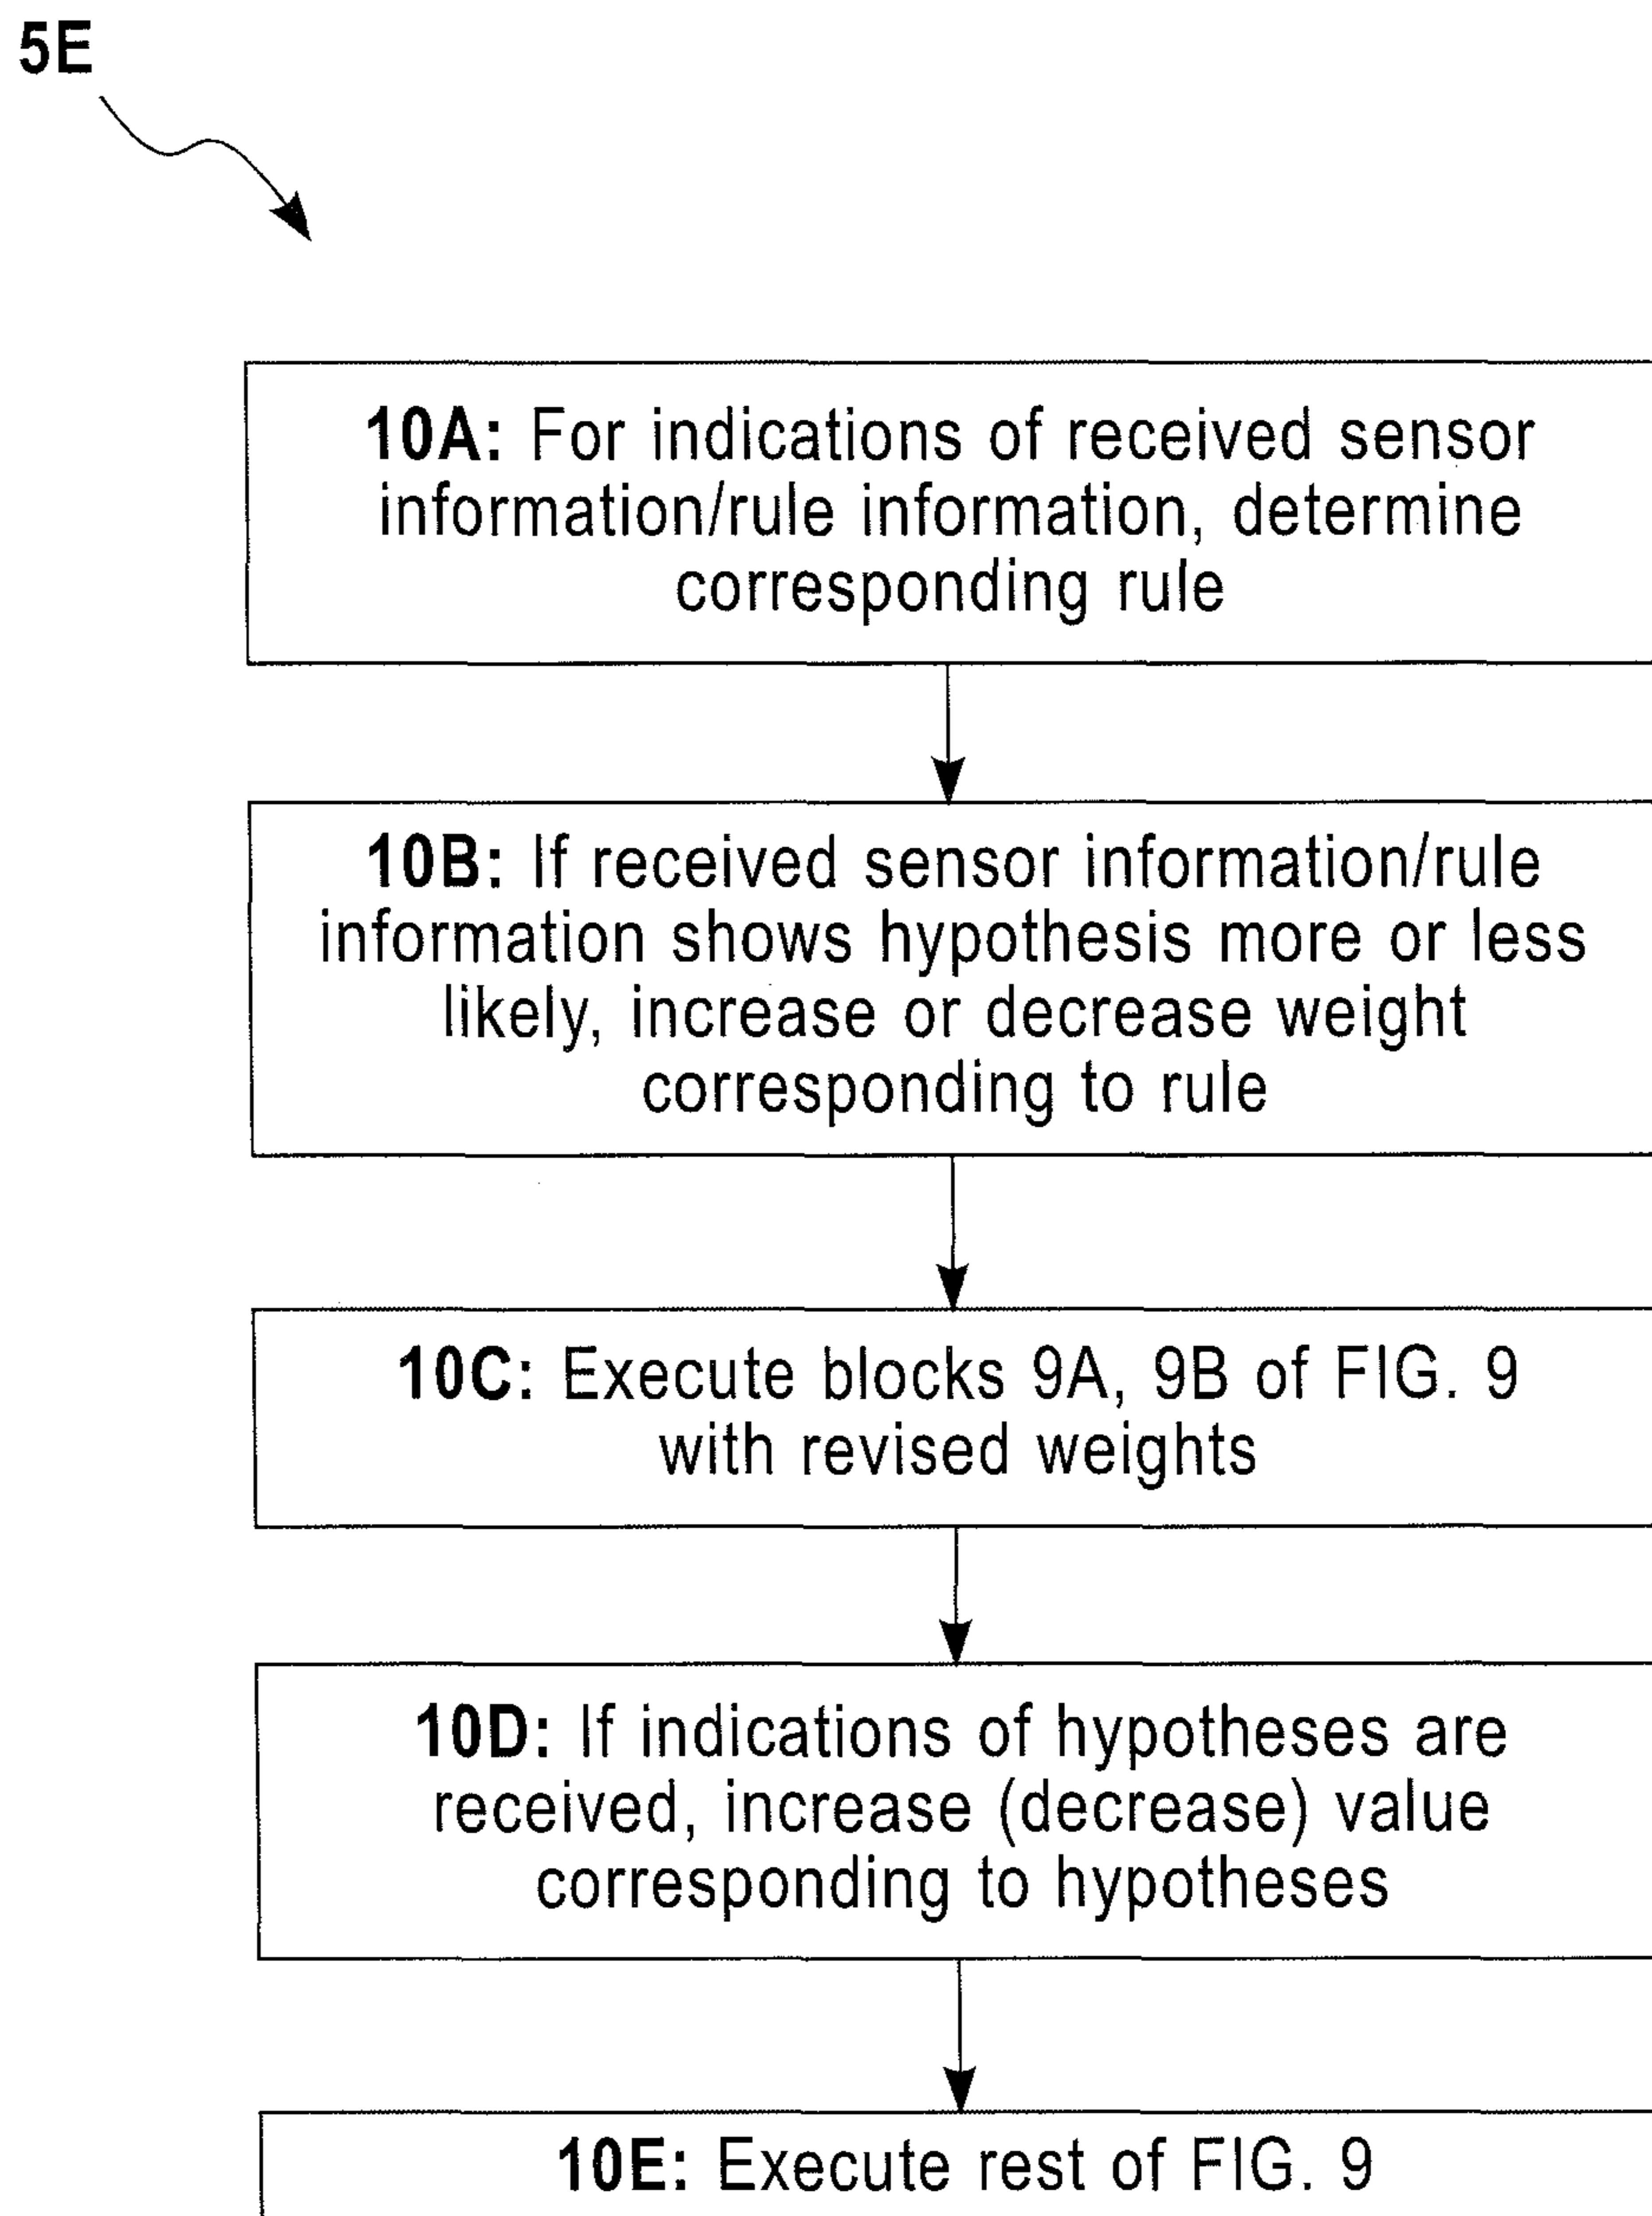 5E
10A: For indications of received sensor
information/rule information, determine
corresponding rule
10B: If received sensor information/rule
information shows hypothesis more or less
likely, increase or decrease weight
corresponding to rule
10C: Execute blocks 9A, 9B of FIG. 9
with revised weights
10D: If indications of hypotheses are
received, increase (decrease) value
corresponding to hypotheses
10E: Execute rest of FIG. 9